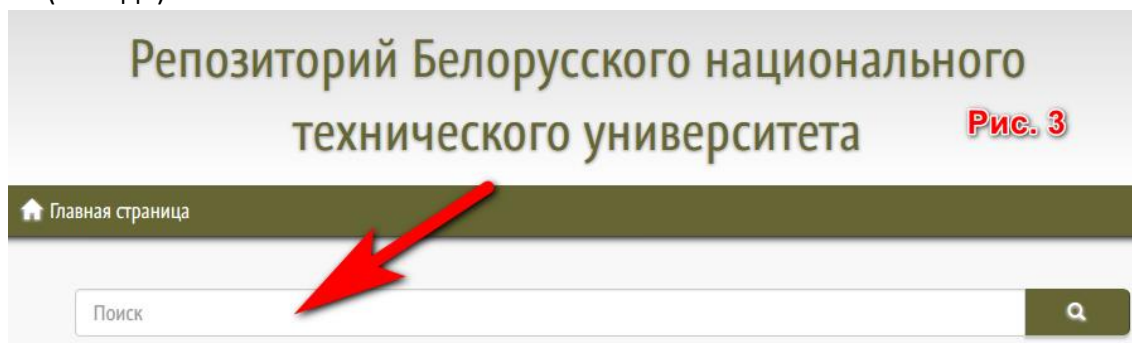 Репозиторий Белорусского национального
технического университета
Рис. 3
Главная страница
Поиск